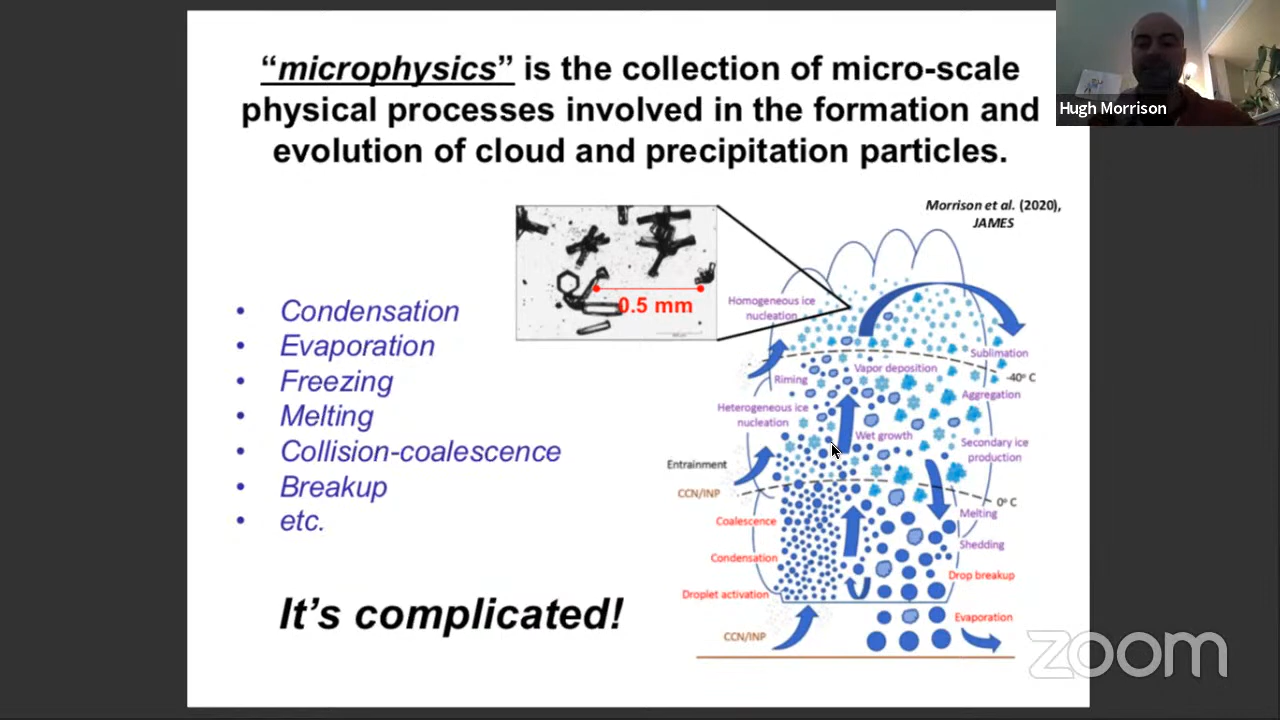 “microphysics” is the collection of micro-scale
physical processes involved in the formation and
evolution of cloud and precipitation particles.
Hugh Morrison
Morrison et al. (2020),
JAMES
0.5 mm
• Condensation
• Evaporation
• Freezing
• Melting
• Collision-coalescence
• Breakup
• etc.
It’s complicated!
Homogeneous ice
nucleation
Sublimation
Vapor deposition
-40° C
Riming
Aggregation
Heterogeneous ice
nucleation
Wet growth
Secondary ice
production
Entrainment
CCN/INP
0° C
Melting
Coalescence
Shedding
Condensation
Drop breakup
Droplet activation
Evaporation
CCN/INP
zoom